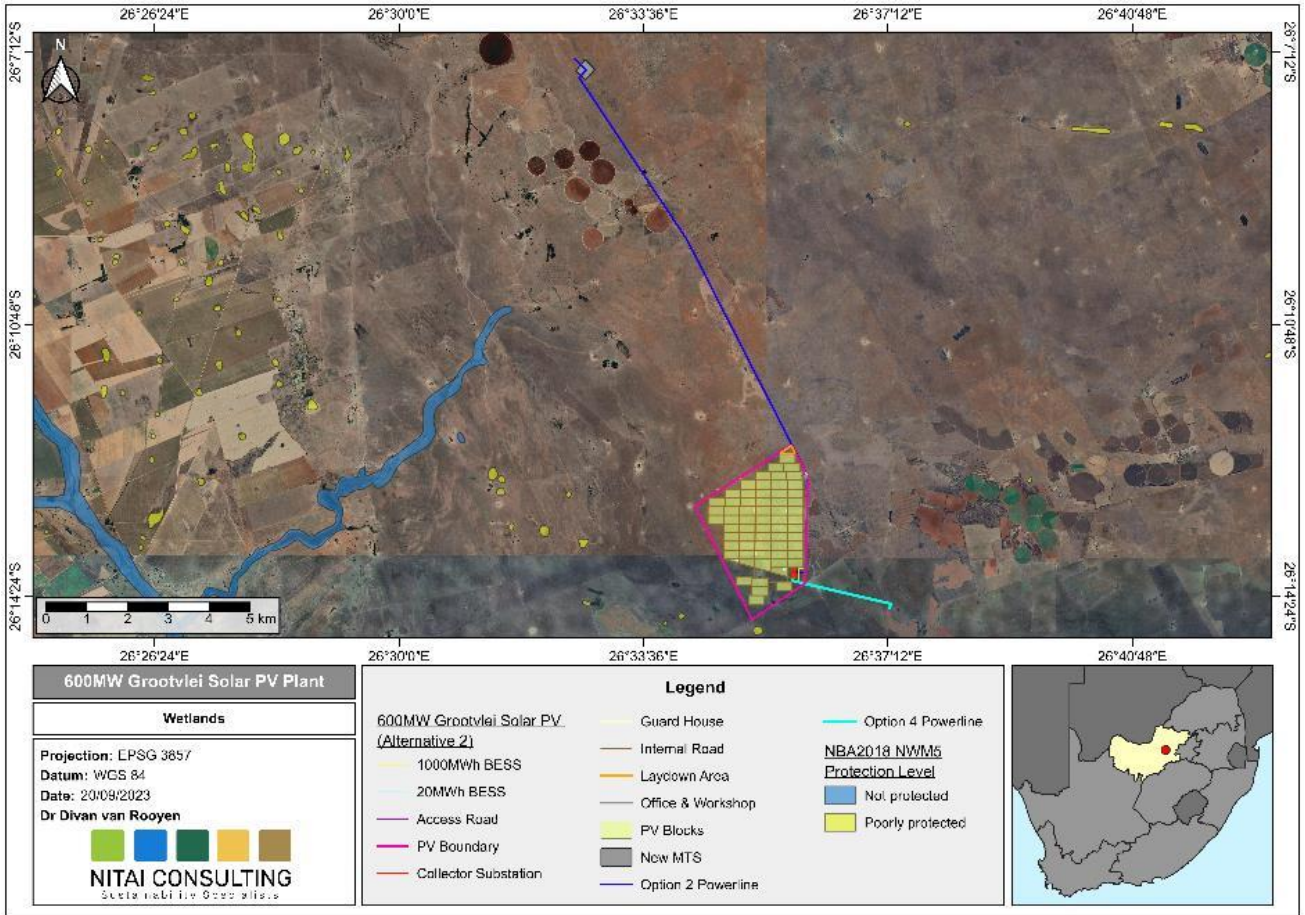 26°26'24"E 26°30'0"E 26°33'36"E 26°37'12"E 26°40'48"E
26°7'12"S
26°7'12"S
N
26°10'48"S
26°10'48"S
26°14'24"S
26°14'24"S
0 1 2 3 4 5 km
26°26'24"E 26°30'0"E 26°33'36"E 26°37'12"E 26°40'48"E
600MW Grootvlei Solar PV Plant
Wetlands
Projection: EPSG 3857
Datum: WGS 84
Date: 20/09/2023
Dr Divan van Rooyen
NITAI CONSULTING
Sustainability Specialists
Legend
600MW Grootvlei Solar PV
(Alternative 2)
1000MWh BESS
20MWh BESS
Access Road
PV Boundary
Collector Substation
Guard House
Internal Road
Laydown Area
Office & Workshop
PV Blocks
New MTS
Option 2 Powerline
Option 4 Powerline
NBA2018 NWM5
Protection Level
Not protected
Poorly protected